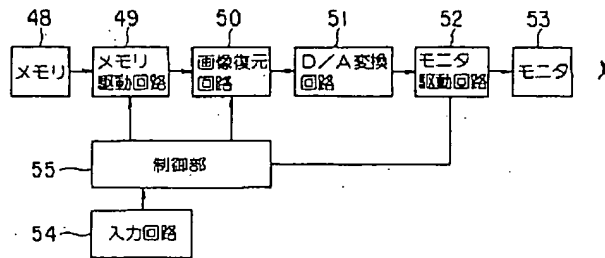 48
49
50
51
52
53
メモリ
メモリ
駆動回路
画像復元
回路
D/A変換
回路
モニタ
駆動回路
モニタ
55
制御部
54
入力回路